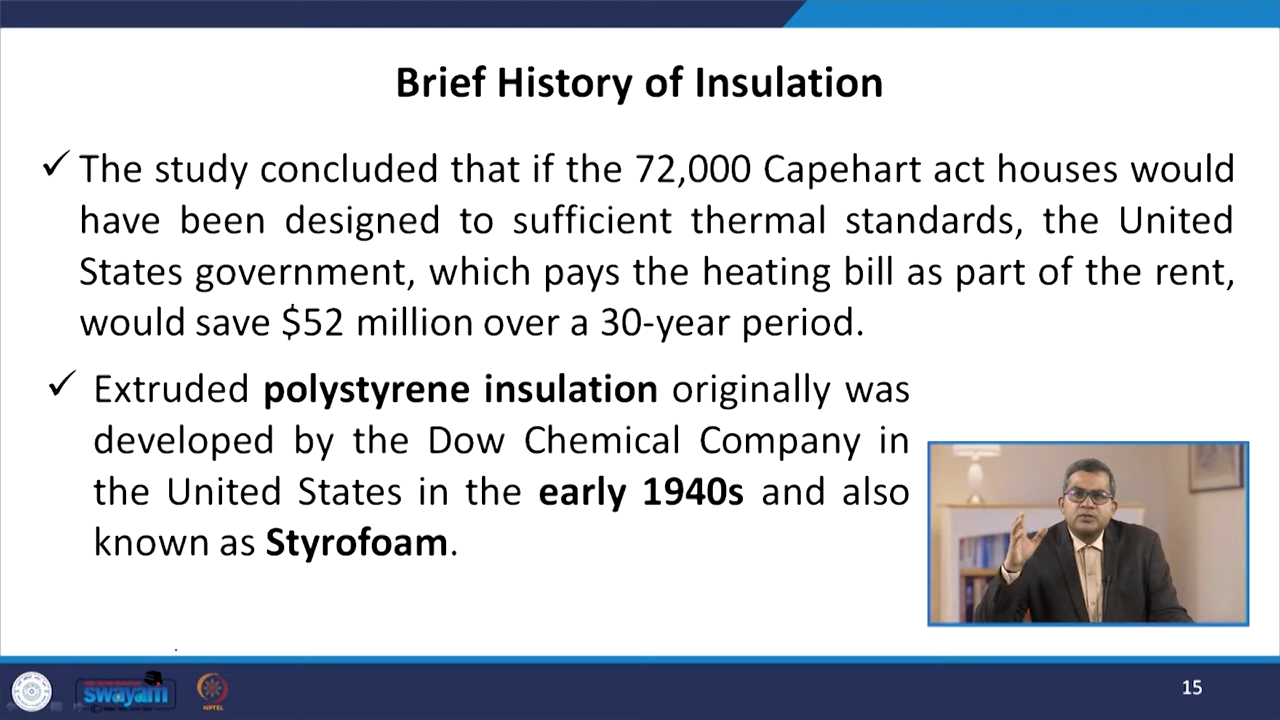 Brief History of Insulation
✓ The study concluded that if the 72,000 Capehart act houses would
have been designed to sufficient thermal standards, the United
States government, which pays the heating bill as part of the rent,
would save $52 million over a 30-year period.
✓ Extruded polystyrene insulation originally was
developed by the Dow Chemical Company in
the United States in the early 1940s and also
known as Styrofoam.
swayam
NPTEL
15